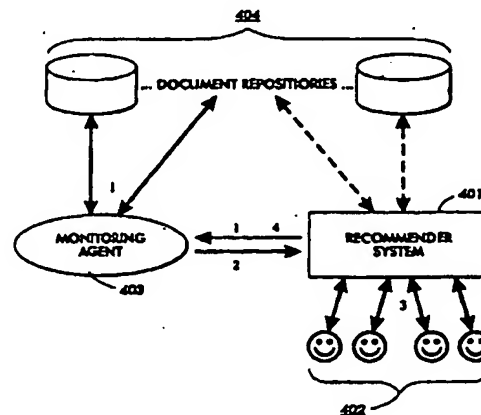 404
... DOCUMENT REPOSITORIES ...
1
401
MONITORING
AGENT
1 4
2
RECOMMENDER
SYSTEM
403
3
402